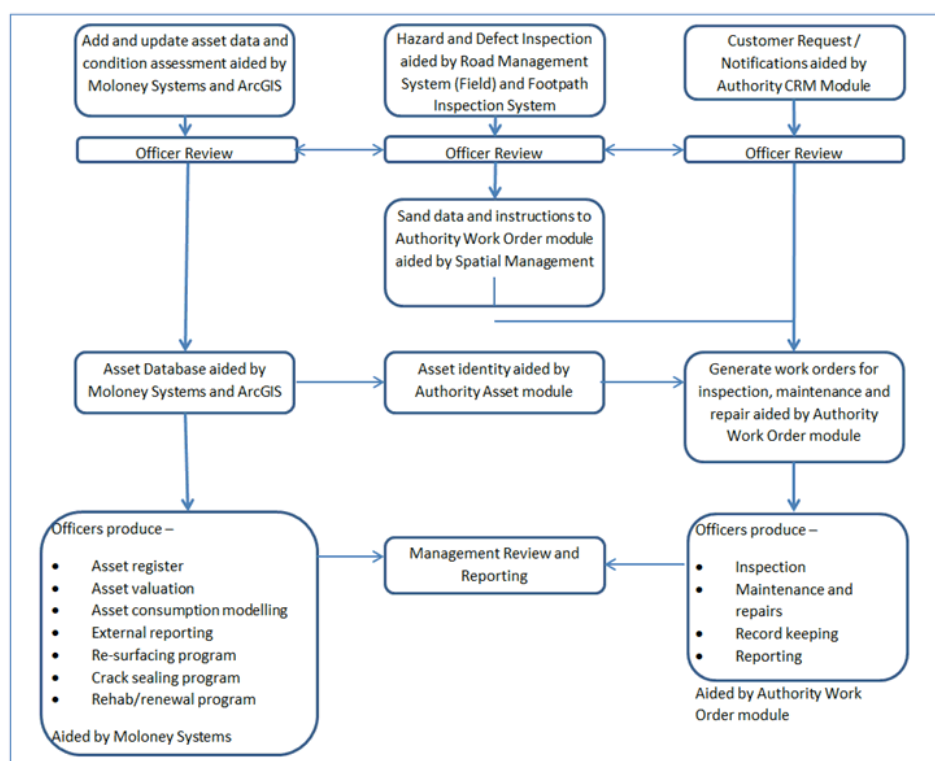 Add and update asset data and
condition assessment aided by
Moloney Systems and ArcGIS
Hazard and Defect Inspection
aided by Road Management
System (Field) and Footpath
Inspection System
Customer Request /
Notifications aided by
Authority CRM Module
Officer Review
Officer Review
Officer Review
Sand data and instructions to
Authority Work Order module
aided by Spatial Management
Asset Database aided by
Moloney Systems and ArcGIS
Asset identity aided by
Authority Asset module
Generate work orders for
inspection, maintenance and
repair aided by Authority
Work Order module
Officers produce –
• Asset register
• Asset valuation
• Asset consumption modelling
• External reporting
• Re-surfacing program
• Crack sealing program
• Rehab/renewal program
Aided by Moloney Systems
Management Review and
Reporting
Officers produce –
• Inspection
• Maintenance and
repairs
• Record keeping
• Reporting
Aided by Authority Work
Order module